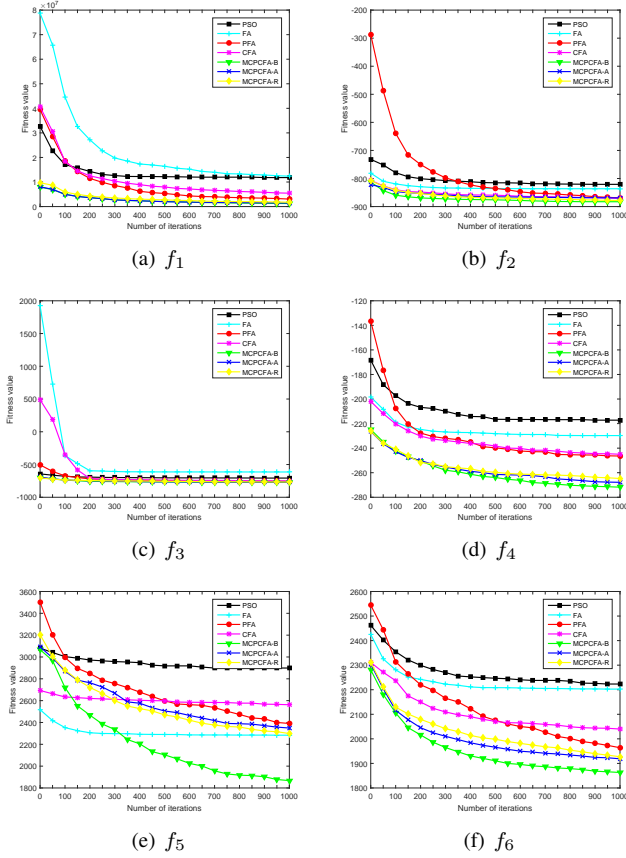 ×10⁷
8
7
6
5
4
3
2
1
0
Fitness value
0 100 200 300 400 500 600 700 800 900 1000
Number of iterations
PSO
FA
PFA
CFA
MCPCFA-B
MCPCFA-A
MCPCFA-R
(a) f₁
-200
-300
-400
-500
-600
-700
-800
-900
Fitness value
0 100 200 300 400 500 600 700 800 900 1000
Number of iterations
PSO
FA
PFA
CFA
MCPCFA-B
MCPCFA-A
MCPCFA-R
(b) f₂
2000
1500
1000
500
0
-500
-1000
Fitness value
0 100 200 300 400 500 600 700 800 900 1000
Number of iterations
PSO
FA
PFA
CFA
MCPCFA-B
MCPCFA-A
MCPCFA-R
(c) f₃
-120
-140
-160
-180
-200
-220
-240
-260
-280
Fitness value
0 100 200 300 400 500 600 700 800 900 1000
Number of iterations
PSO
FA
PFA
CFA
MCPCFA-B
MCPCFA-A
MCPCFA-R
(d) f₄
3600
3400
3200
3000
2800
2600
2400
2200
2000
1800
Fitness value
0 100 200 300 400 500 600 700 800 900 1000
Number of iterations
PSO
FA
PFA
CFA
MCPCFA-B
MCPCFA-A
MCPCFA-R
(e) f₅
2600
2500
2400
2300
2200
2100
2000
1900
1800
Fitness value
0 100 200 300 400 500 600 700 800 900 1000
Number of iterations
PSO
FA
PFA
CFA
MCPCFA-B
MCPCFA-A
MCPCFA-R
(f) f₆